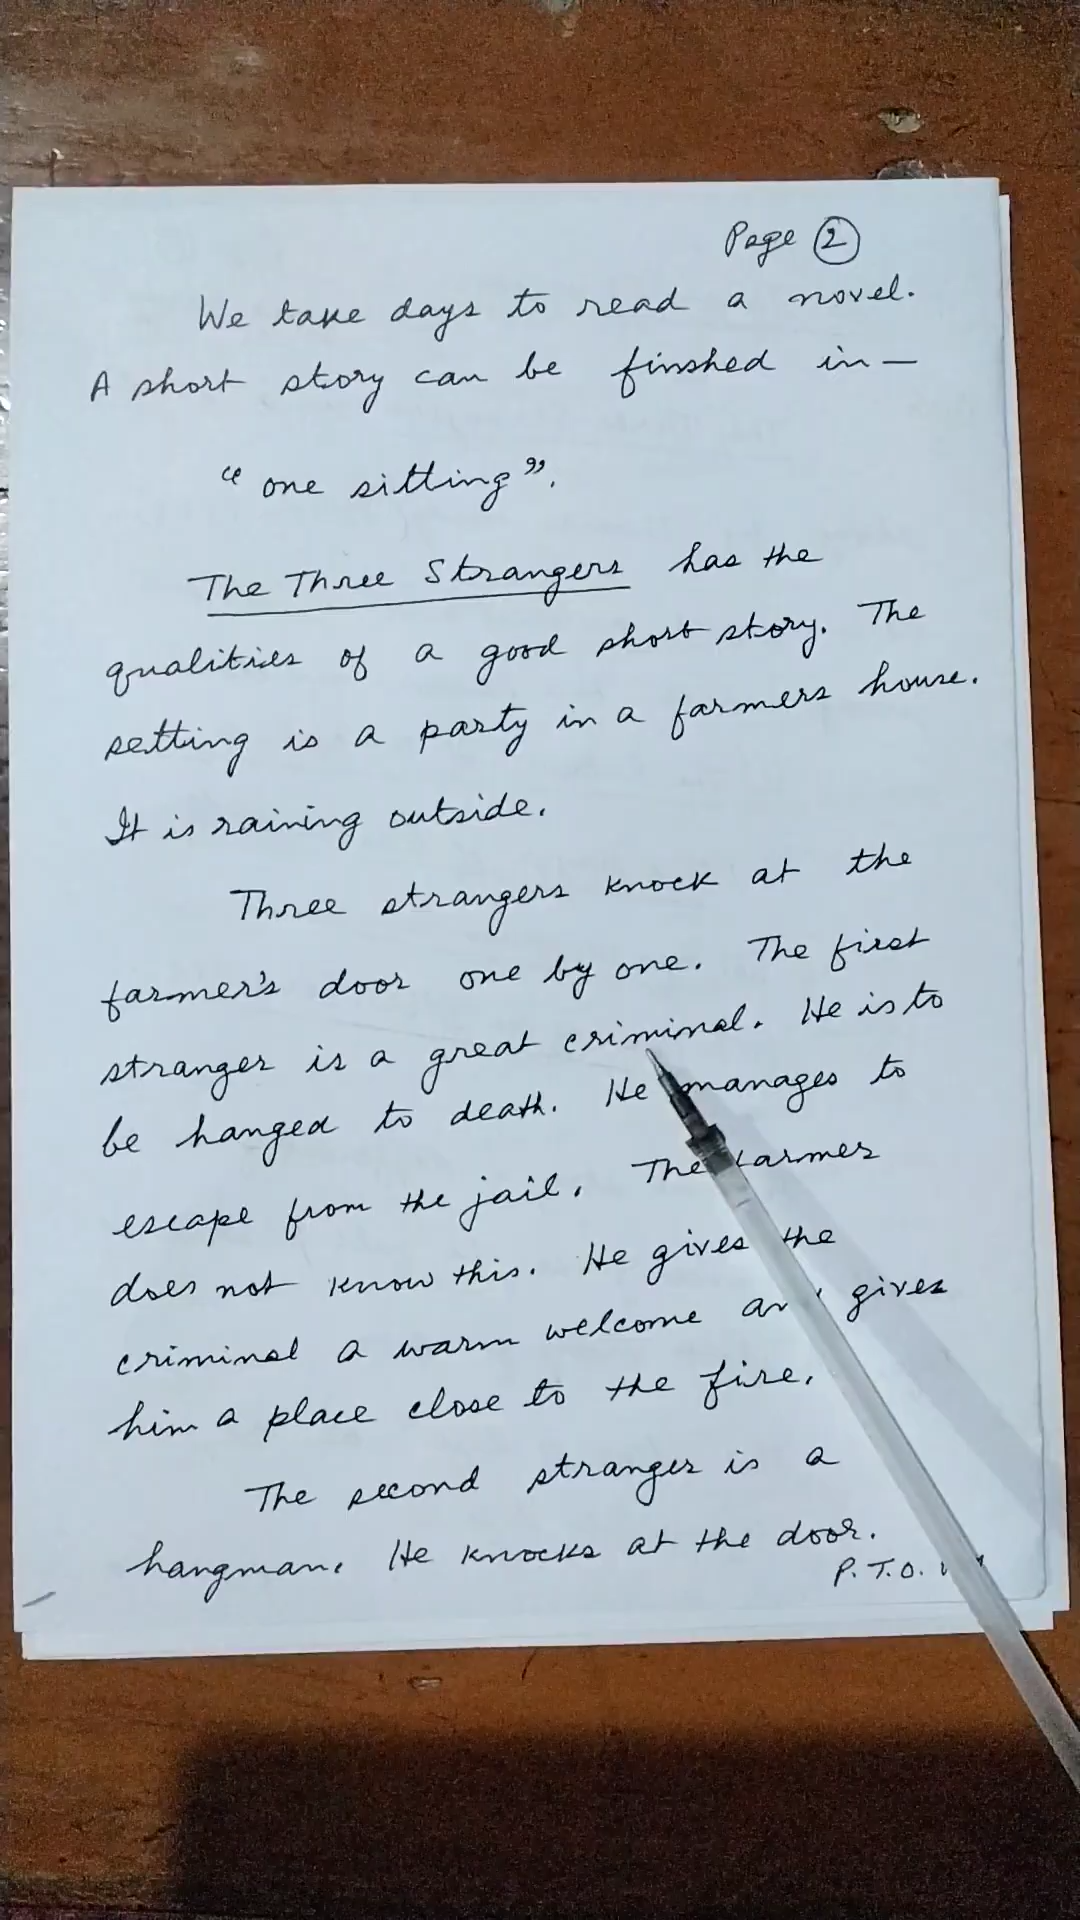 Page 2
We take days to read a novel.
A short story can be finshed in —
"one sitting".
The Three Strangers has the
qualities of a good short story. The
setting is a party in a farmers house.
It is raining outside.
Three strangers knock at the
farmer's door one by one. The first
stranger is a great criminal. He is to
be hanged to death. He manages to
escape from the jail. The farmer
does not know this. He gives the
criminal a warm welcome and gives
him a place close to the fire.
The second stranger is a
hangman. He knocks at the door.
P.T.O.